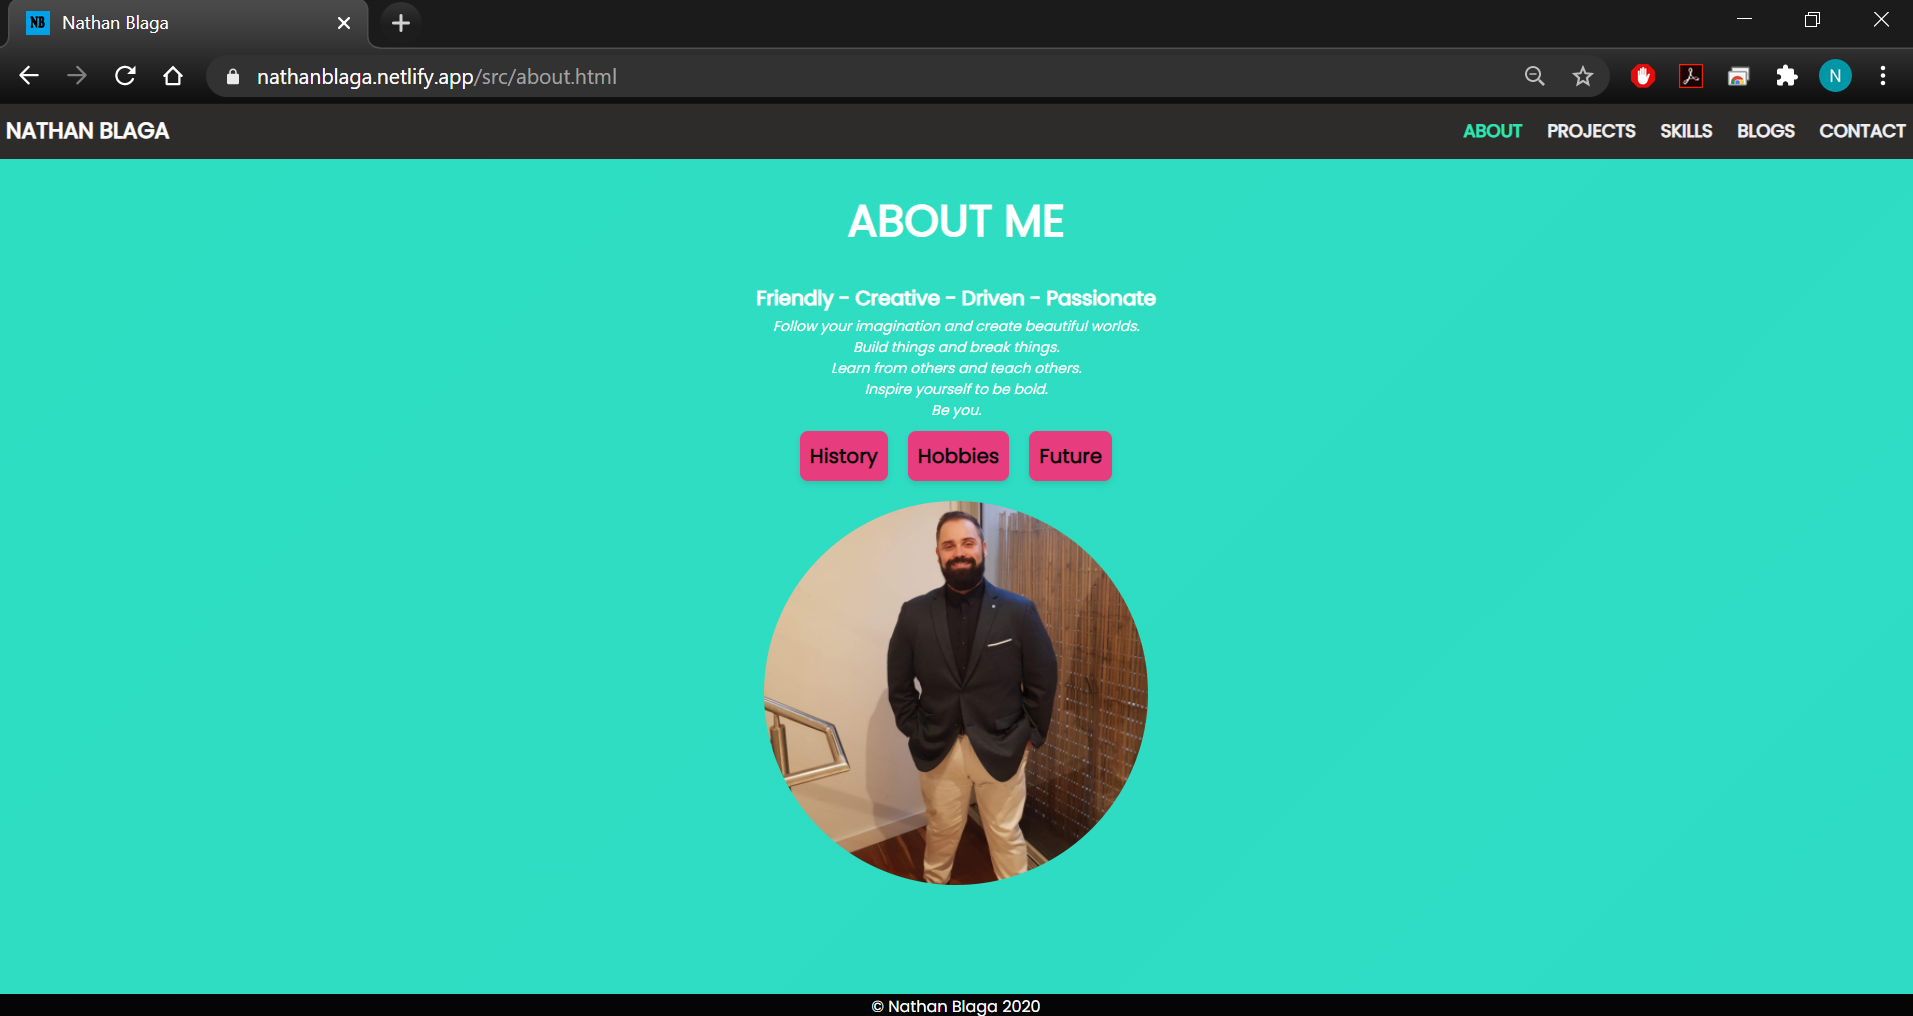 NB Nathan Blaga
nathanblaga.netlify.app/src/about.html
N
NATHAN BLAGA
ABOUT PROJECTS SKILLS BLOGS CONTACT
ABOUT ME
Friendly - Creative - Driven - Passionate
Follow your imagination and create beautiful worlds.
Build things and break things.
Learn from others and teach others.
Inspire yourself to be bold.
Be you.
History Hobbies Future
© Nathan Blaga 2020